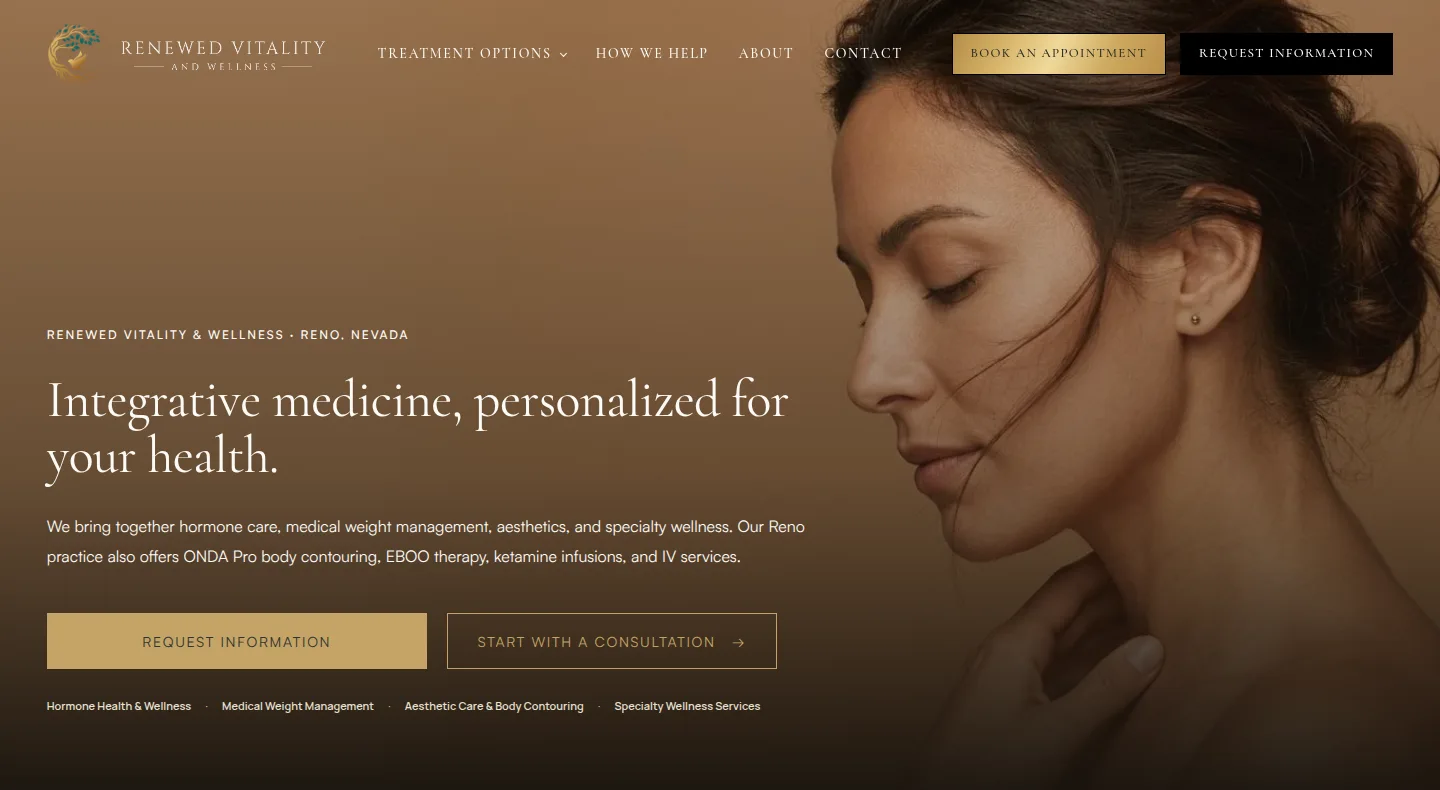 RENEWED VITALITY
AND WELLNESS
TREATMENT OPTIONS
HOW WE HELP
ABOUT
CONTACT
BOOK AN APPOINTMENT
REQUEST INFORMATION
RENEWED VITALITY & WELLNESS • RENO, NEVADA
Integrative medicine, personalized for
your health.
We bring together hormone care, medical weight management, aesthetics, and specialty wellness. Our Reno
practice also offers ONDA Pro body contouring, EBOO therapy, ketamine infusions, and IV services.
REQUEST INFORMATION
START WITH A CONSULTATION →
Hormone Health & Wellness · Medical Weight Management · Aesthetic Care & Body Contouring · Specialty Wellness Services